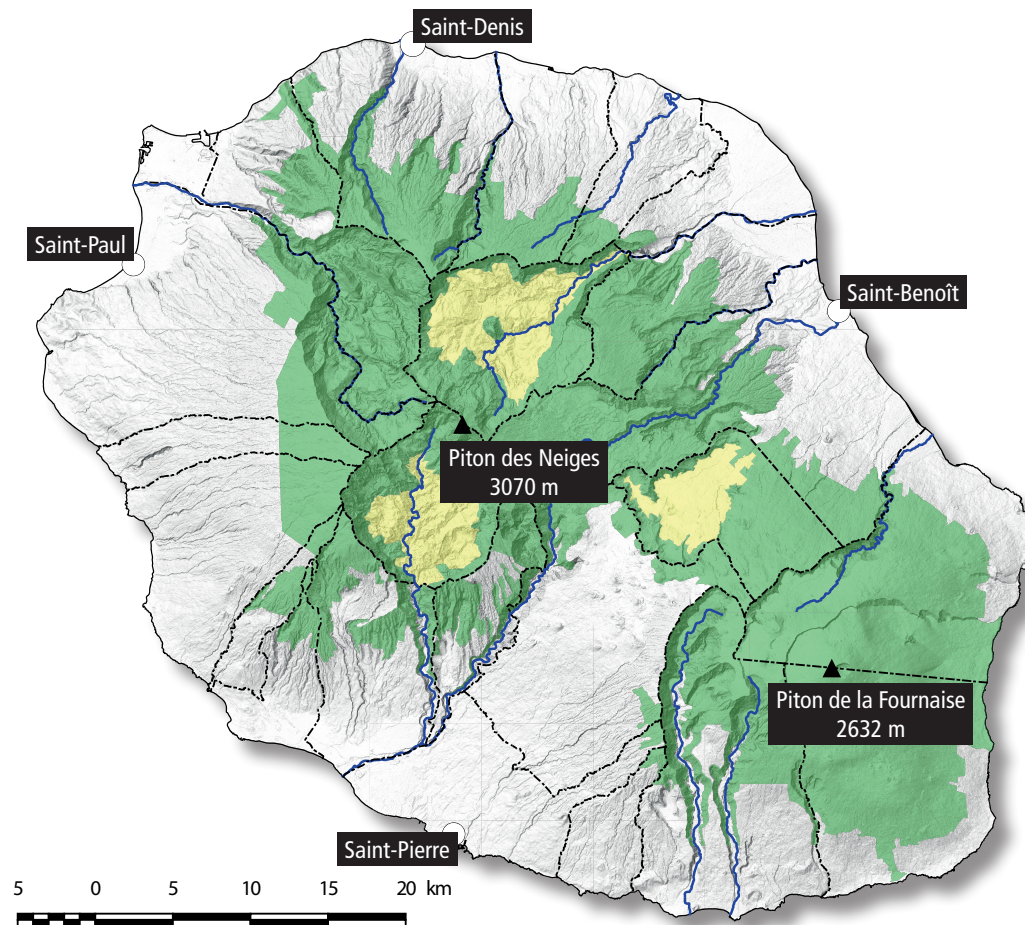 Saint-Denis
Saint-Paul
Saint-Benoît
Piton des Neiges
3070 m
Piton de la Fournaise
2632 m
Saint-Pierre
5 0 5 10 15 20 km